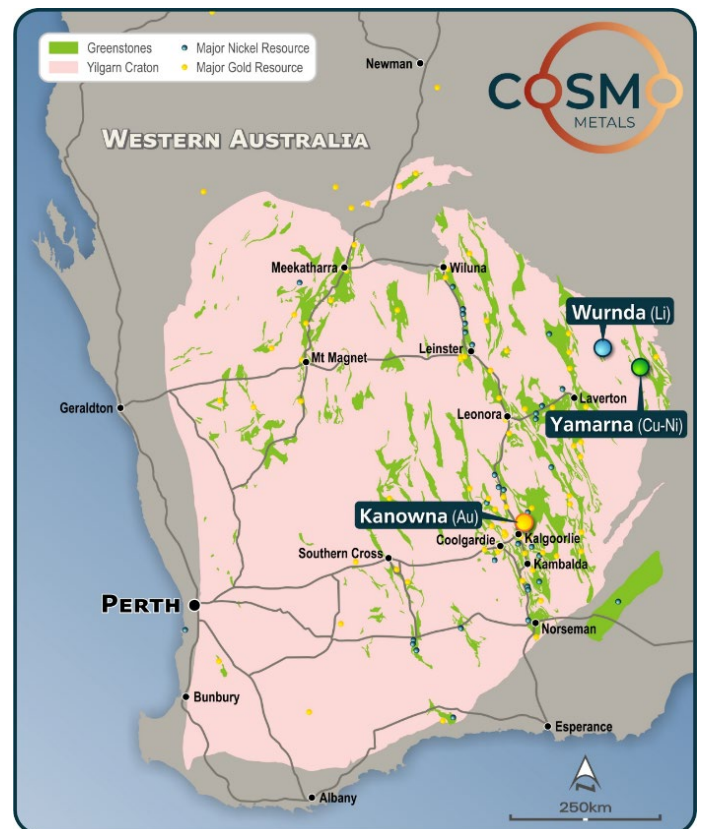 Greenstones
Major Nickel Resource
Yilgarn Craton
Major Gold Resource
COSMO
METALS
Newman
WESTERN AUSTRALIA
Meekatharra
Wiluna
Wurnda (Li)
Leinster
Mt Magnet
Laverton
Geraldton
Leonora
Yamarna (Cu-Ni)
Kanowna (Au)
Kalgoorlie
Coolgardie
Southern Cross
Kambalda
PERTH
Norseman
Bunbury
Esperance
N
Albany
250km